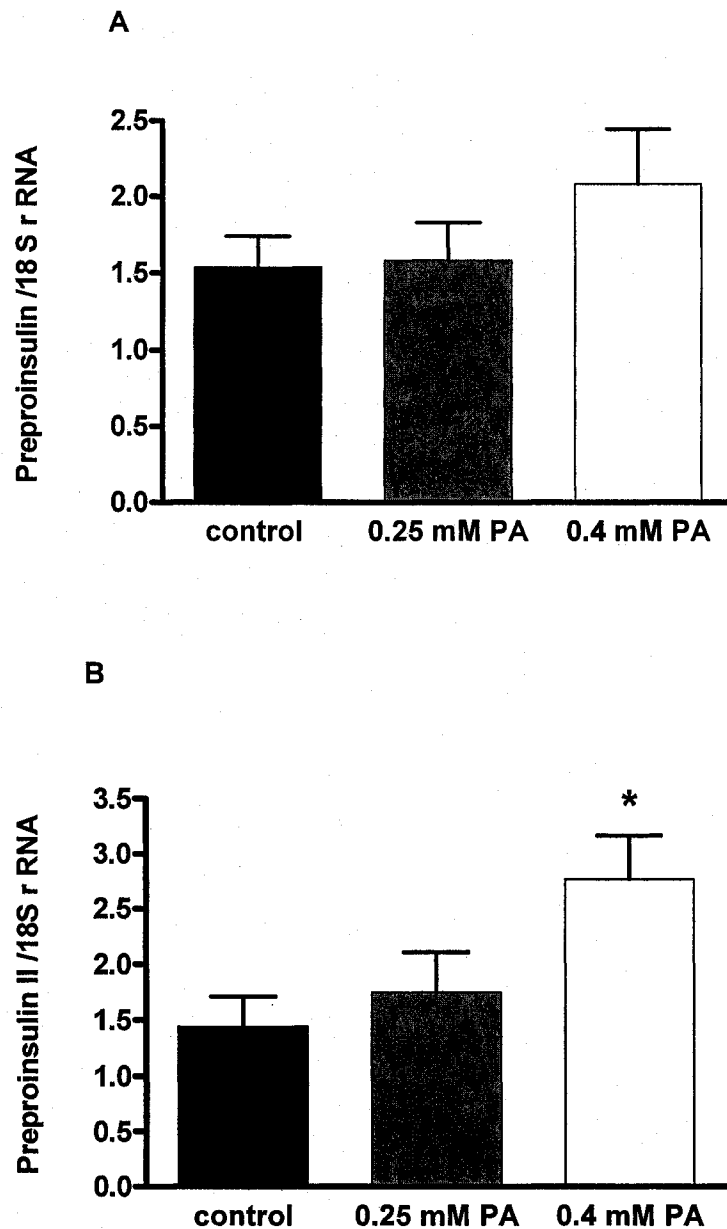 A
Preproinsulin /18 S r RNA
2.5
2.0
1.5
1.0
0.5
0.0
control 0.25 mM PA 0.4 mM PA
B
Preproinsulin II /18S r RNA
3.5
3.0
2.5
2.0
1.5
1.0
0.5
0.0
*
control 0.25 mM PA 0.4 mM PA